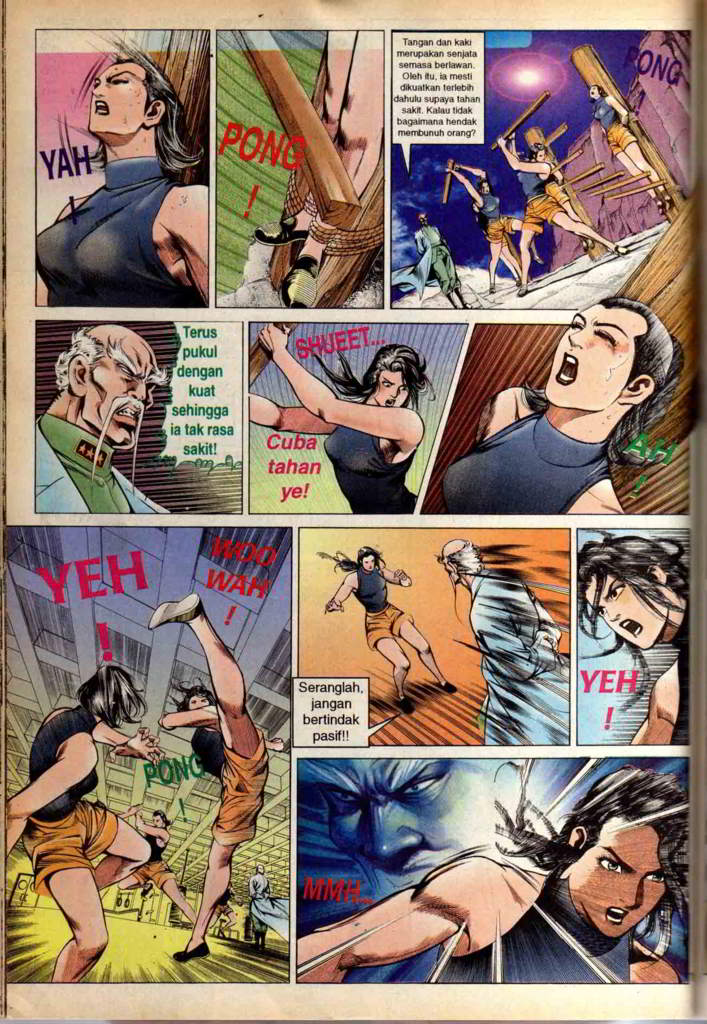 YAH
!
PONG
!
Tangan dan kaki
merupakan senjata
semasa berlawan.
Oleh itu, ia mesti
dikuatkan terlebih
dahulu supaya tahan
sakit. Kalau tidak
bagaimana hendak
membunuh orang?
PONG
!
Terus
pukul
dengan
kuat
sehingga
ia tak rasa
sakit!
SHUEET...
Cuba
tahan
ye!
AH
!
YEH
!
WOO
WAH
!
PONG
!
Seranglah,
jangan
bertindak
pasif!!
YEH
!
MMH...